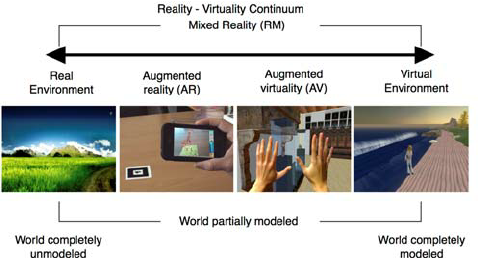 Reality - Virtuality Continuum
Mixed Reality (RM)
Real
Environment
Augmented
reality (AR)
Augmented
virtuality (AV)
Virtual
Environment
World partially modeled
World completely
unmodeled
World completely
modeled